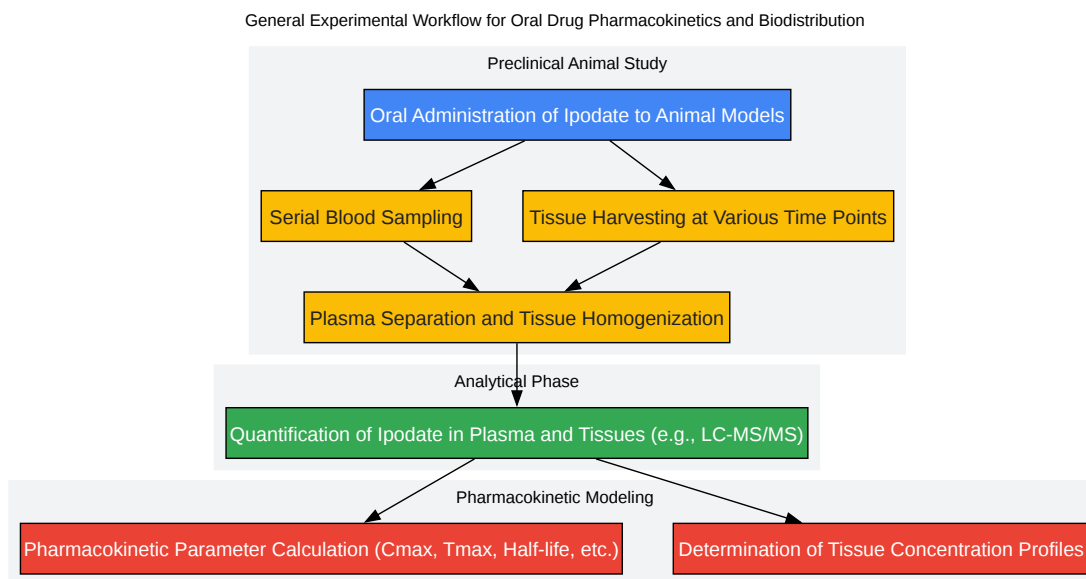 General Experimental Workflow for Oral Drug Pharmacokinetics and Biodistribution
Preclinical Animal Study
Oral Administration of Ipodate to Animal Models
Serial Blood Sampling
Tissue Harvesting at Various Time Points
Plasma Separation and Tissue Homogenization
Analytical Phase
Quantification of Ipodate in Plasma and Tissues (e.g., LC-MS/MS)
Pharmacokinetic Modeling
Pharmacokinetic Parameter Calculation (Cmax, Tmax, Half-life, etc.)
Determination of Tissue Concentration Profiles